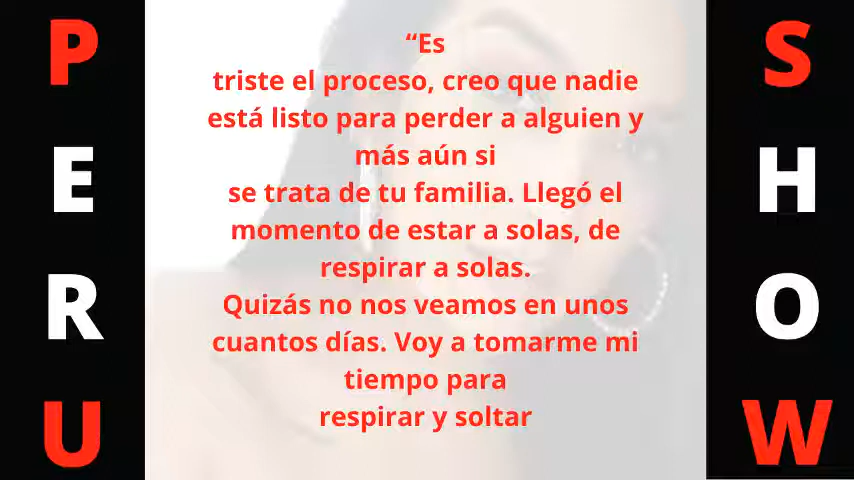 PERU
“Es
triste el proceso, creo que nadie
está listo para perder a alguien y
más aún si
se trata de tu familia. Llegó el
momento de estar a solas, de
respirar a solas.
Quizás no nos veamos en unos
cuantos días. Voy a tomarme mi
tiempo para
respirar y soltar
SHOW